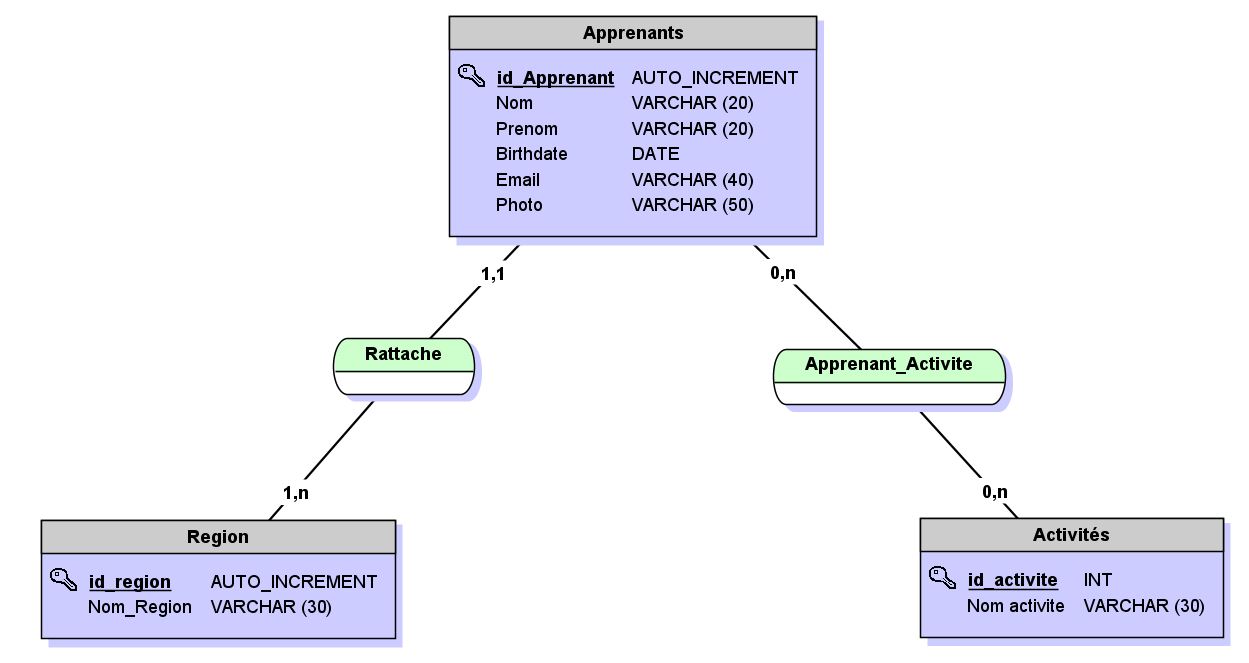 Apprenants
id_Apprenant AUTO_INCREMENT
Nom VARCHAR (20)
Prenom VARCHAR (20)
Birthdate DATE
Email VARCHAR (40)
Photo VARCHAR (50)
1,1
0,n
Rattache
Apprenant_Activite
1,n
0,n
Region
id_region AUTO_INCREMENT
Nom_Region VARCHAR (30)
Activités
id_activite INT
Nom activite VARCHAR (30)